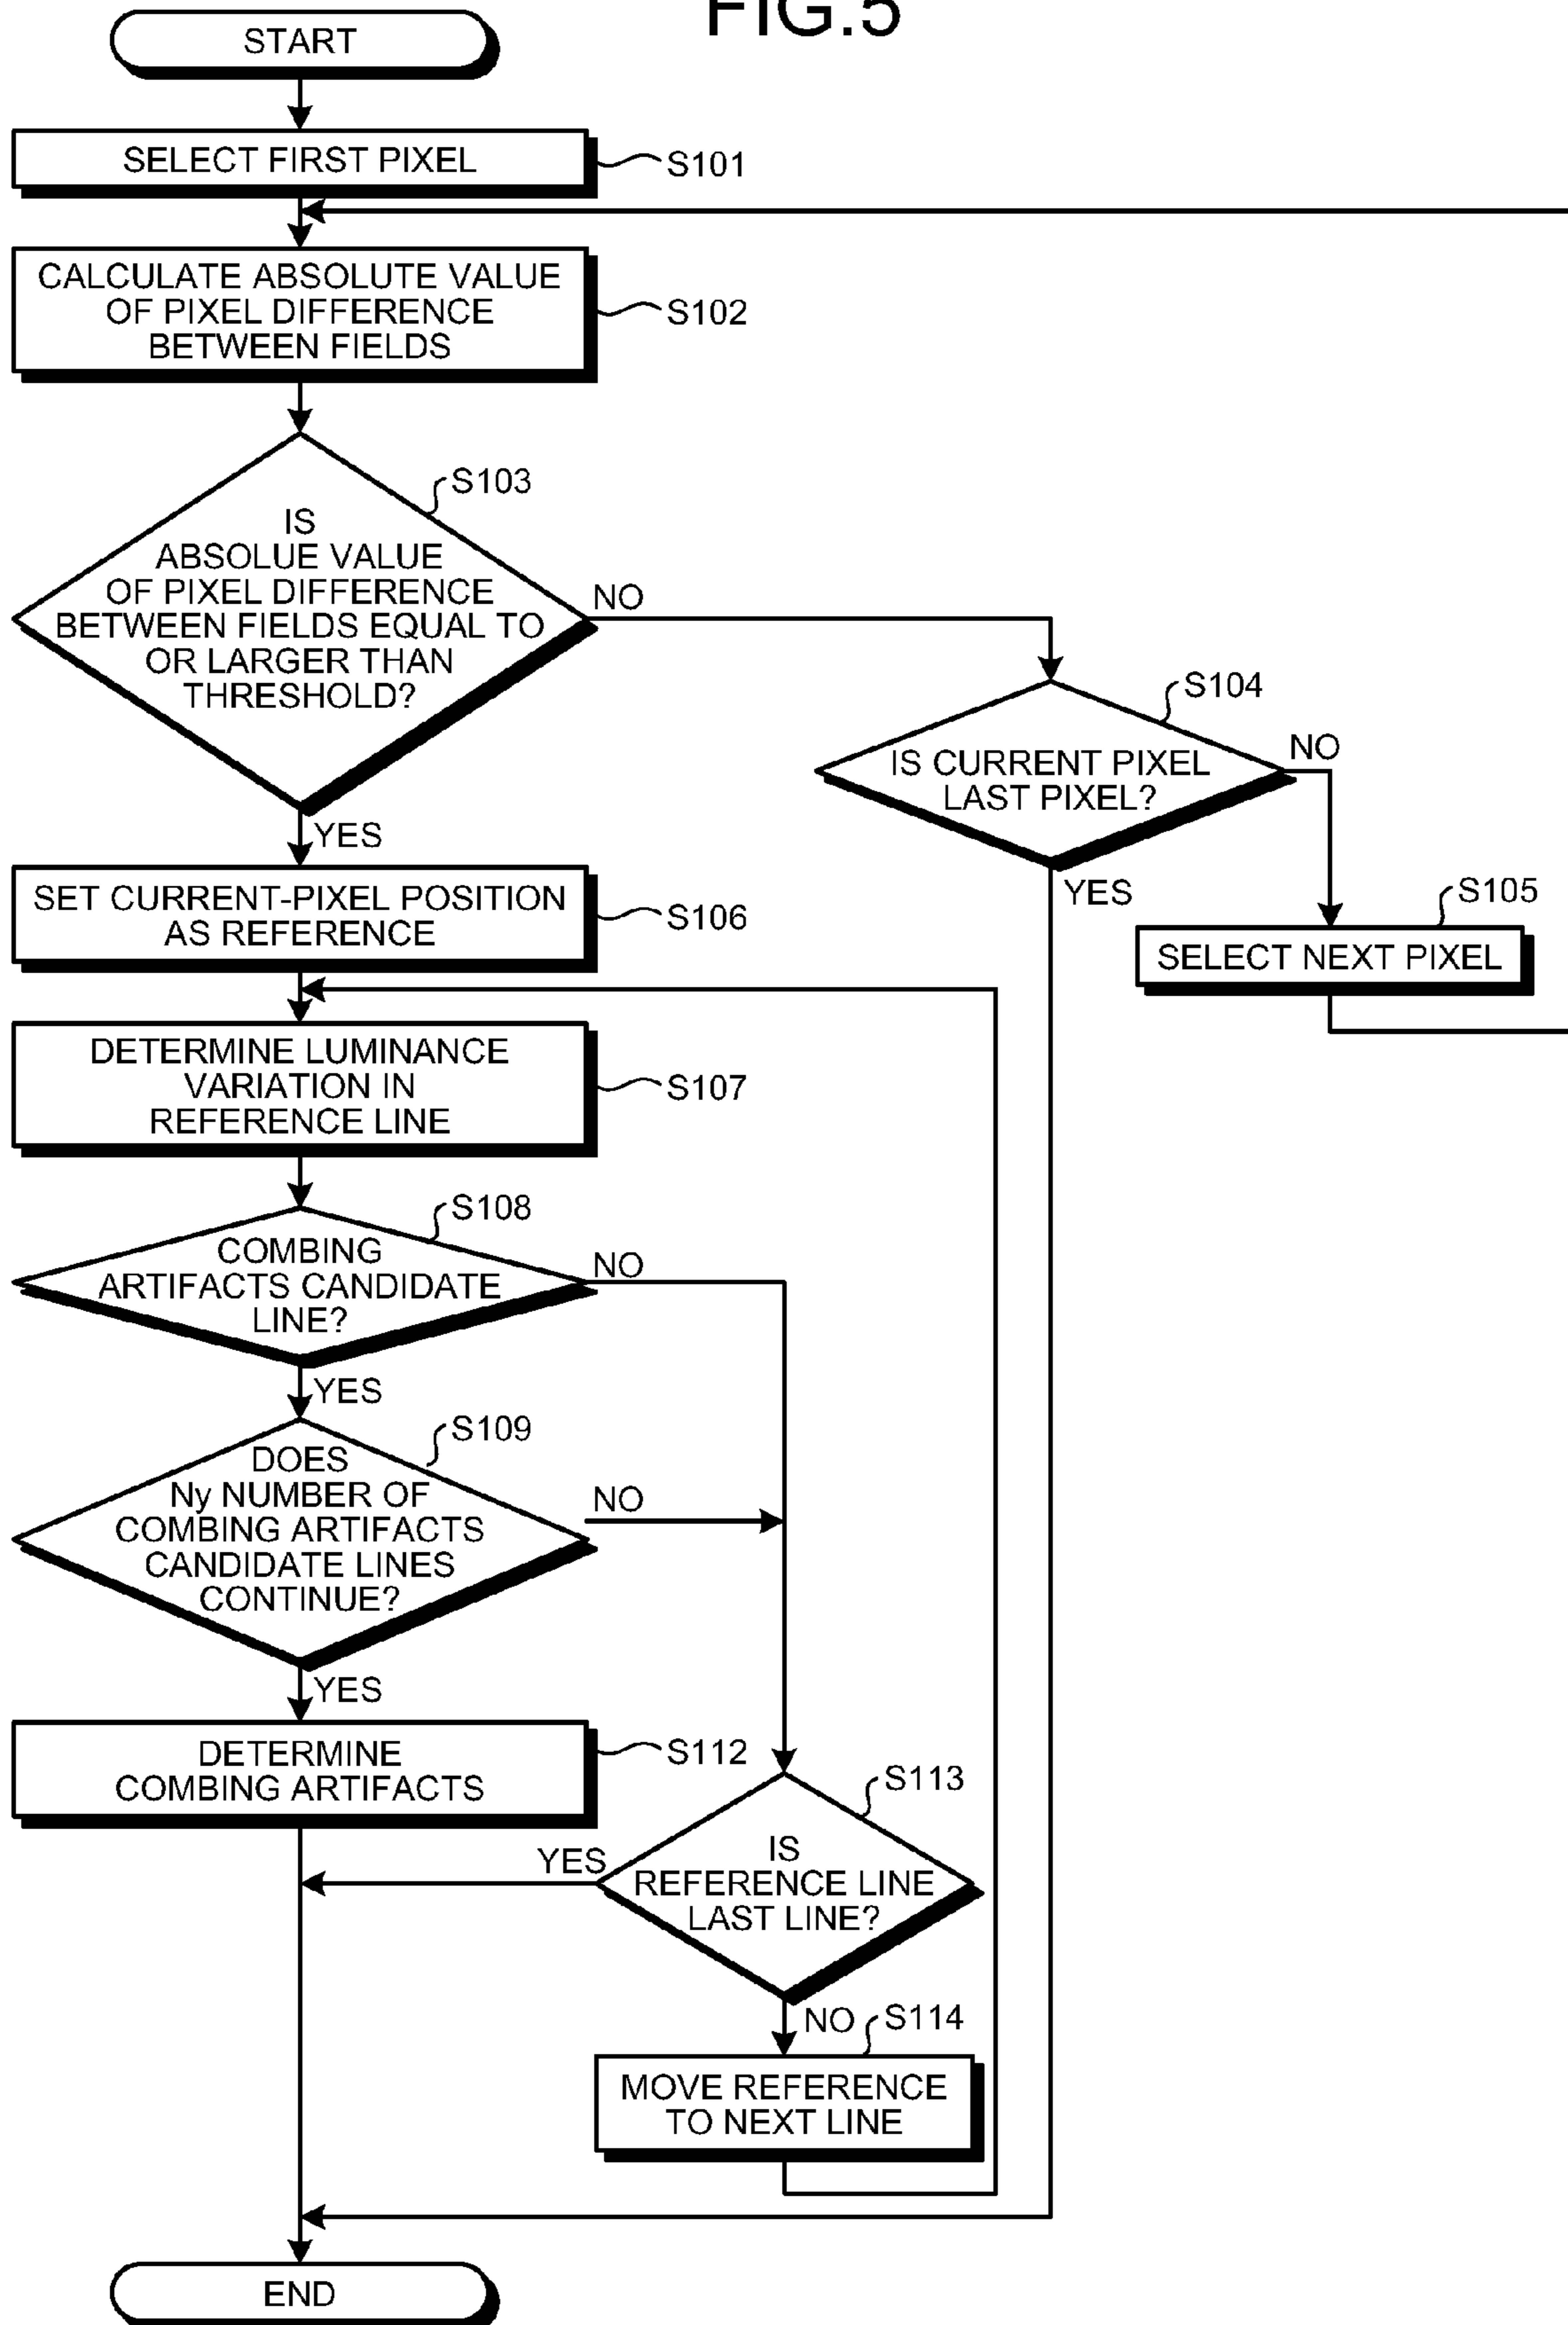 FIG.5
START
SELECT FIRST PIXEL
S101
CALCULATE ABSOLUTE VALUE
OF PIXEL DIFFERENCE
BETWEEN FIELDS
S102
S103
IS
ABSOLUE VALUE
OF PIXEL DIFFERENCE
BETWEEN FIELDS EQUAL TO
OR LARGER THAN
THRESHOLD?
NO
YES
S104
IS CURRENT PIXEL
LAST PIXEL?
NO
YES
S105
SELECT NEXT PIXEL
SET CURRENT-PIXEL POSITION
AS REFERENCE
S106
DETERMINE LUMINANCE
VARIATION IN
REFERENCE LINE
S107
S108
COMBING
ARTIFACTS CANDIDATE
LINE?
NO
YES
S109
DOES
Ny NUMBER OF
COMBING ARTIFACTS
CANDIDATE LINES
CONTINUE?
NO
YES
DETERMINE
COMBING ARTIFACTS
S112
S113
IS
REFERENCE LINE
LAST LINE?
YES
NO
S114
MOVE REFERENCE
TO NEXT LINE
END